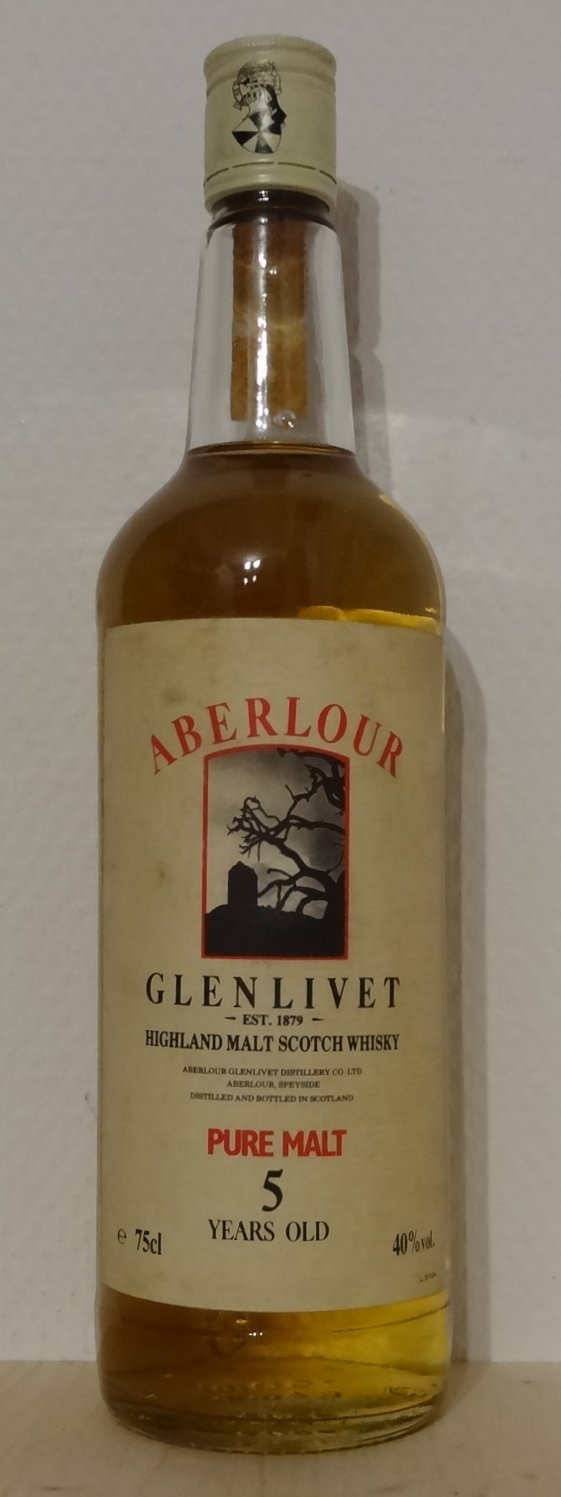 ABERLOUR
GLENLIVET
- EST. 1879 -
HIGHLAND MALT SCOTCH WHISKY
ABERLOUR GLENLIVET DISTILLERY CO. LTD
ABERLOUR, SPEYSIDE
DISTILLED AND BOTTLED IN SCOTLAND
PURE MALT
5
YEARS OLD
℮ 75cl
40% vol.